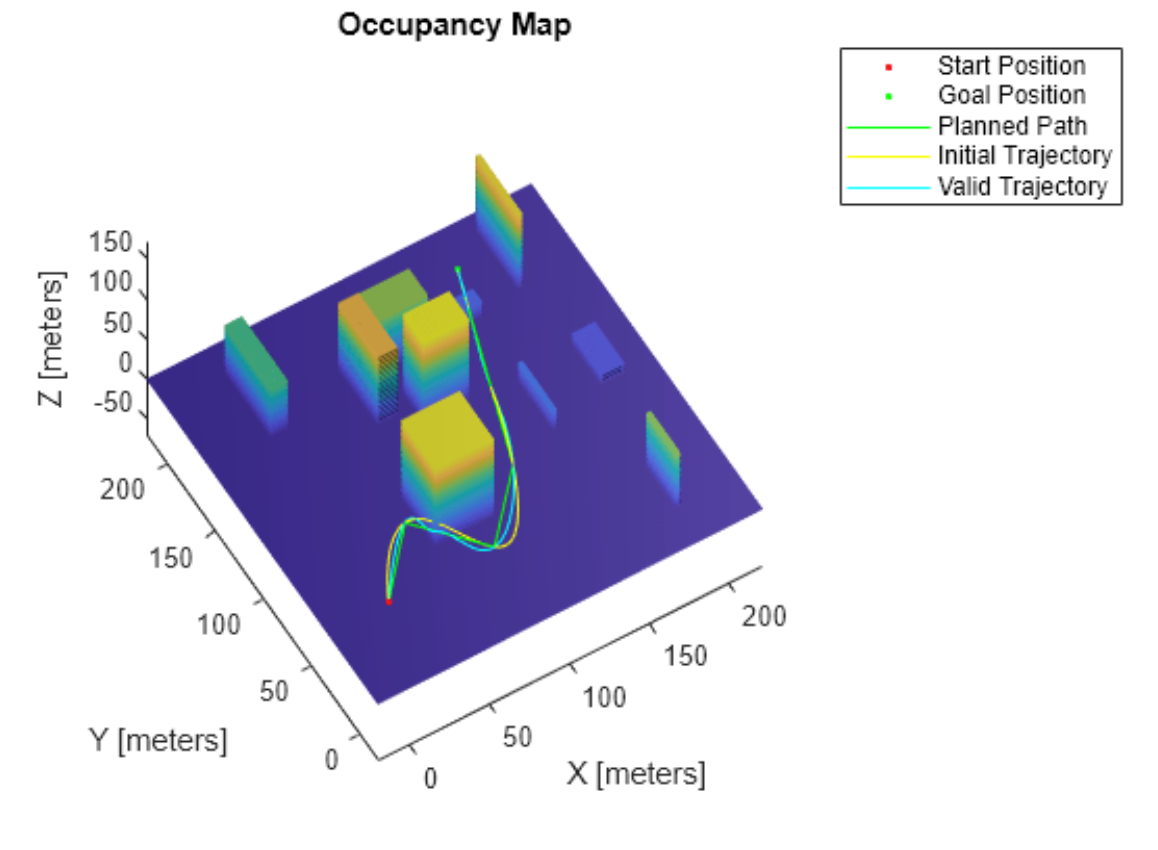 Occupancy Map
Start Position
Goal Position
Planned Path
Initial Trajectory
Valid Trajectory
150
100
50
0
-50
Z [meters]
200
150
100
50
0
Y [meters]
200
150
100
50
0
X [meters]